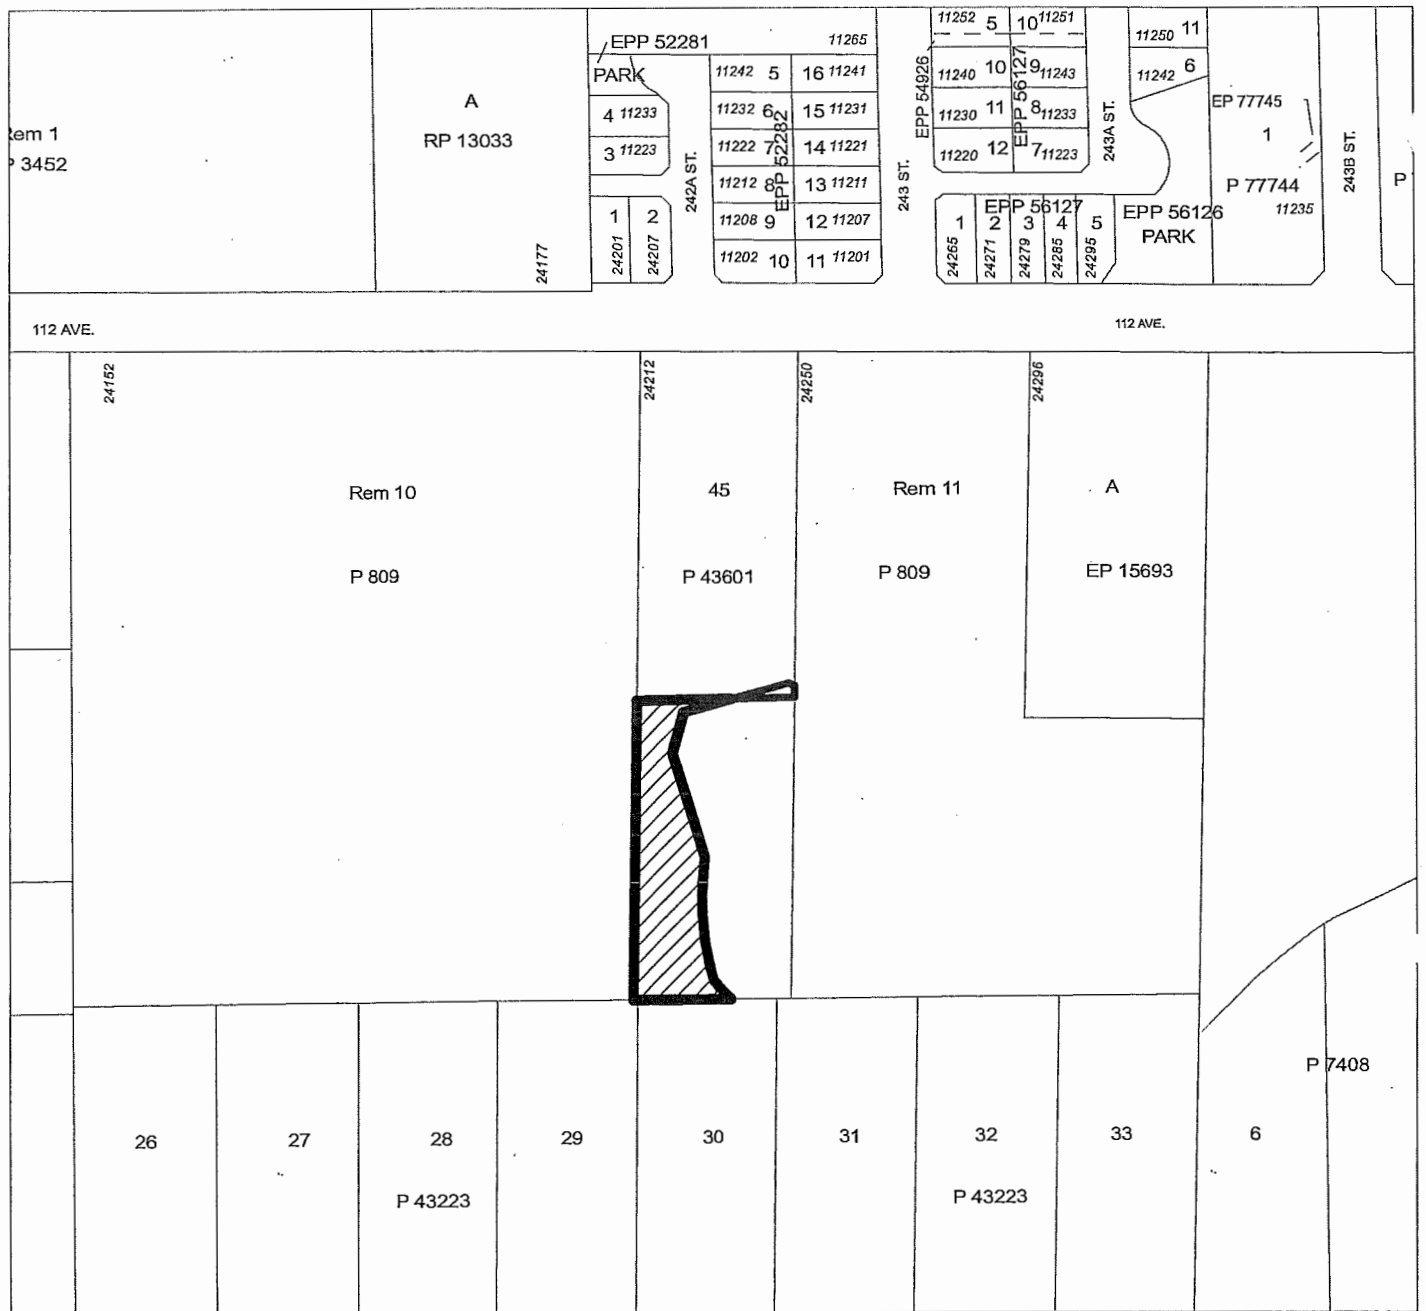 11252 5 10 11251
EPP 52281 11265
11250 11
PARK
11242 5 16 11241
11240 10 9 11243
11242 6
A
EPP 54926
EPP 56127
EP 77745
4 11233
11232 6 15 11231
11230 11 8 11233
1
Rem 1
RP 13033
EPP 52282
243A ST.
243B ST.
P 3452
3 11223
11222 7 14 11221
11220 12 7 11223
242A ST.
243 ST.
11212 8 13 11211
P 77744
P
1 2
11208 9 12 11207
1 2 3 4 5
EPP 56127
EPP 56126
PARK
11235
24177
24201
24207
11202 10 11 11201
24265
24271
24279
24285
24295
112 AVE.
112 AVE.
24152
24212
24250
24296
Rem 10
45
Rem 11
A
P 809
P 43601
P 809
EP 15693
P 7408
26
27
28
29
30
31
32
33
6
P 43223
P 43223